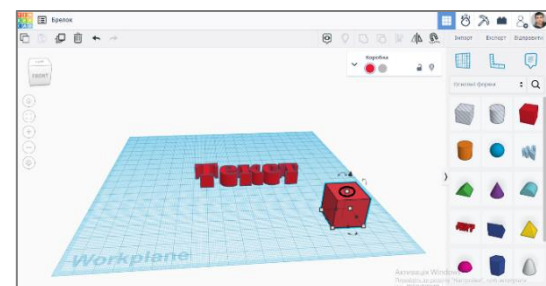 Брелок
Імпорт Експорт Відправити
Коробка
FRONT
Основні форми
Текст
Workplane
Активація Windows